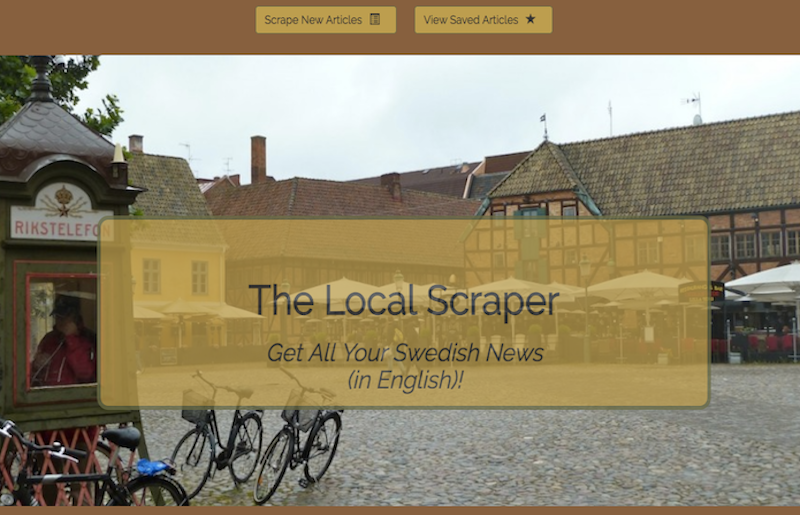 Scrape New Articles
View Saved Articles
RIKSTELEFON
The Local Scraper
Get All Your Swedish News
(in English)!